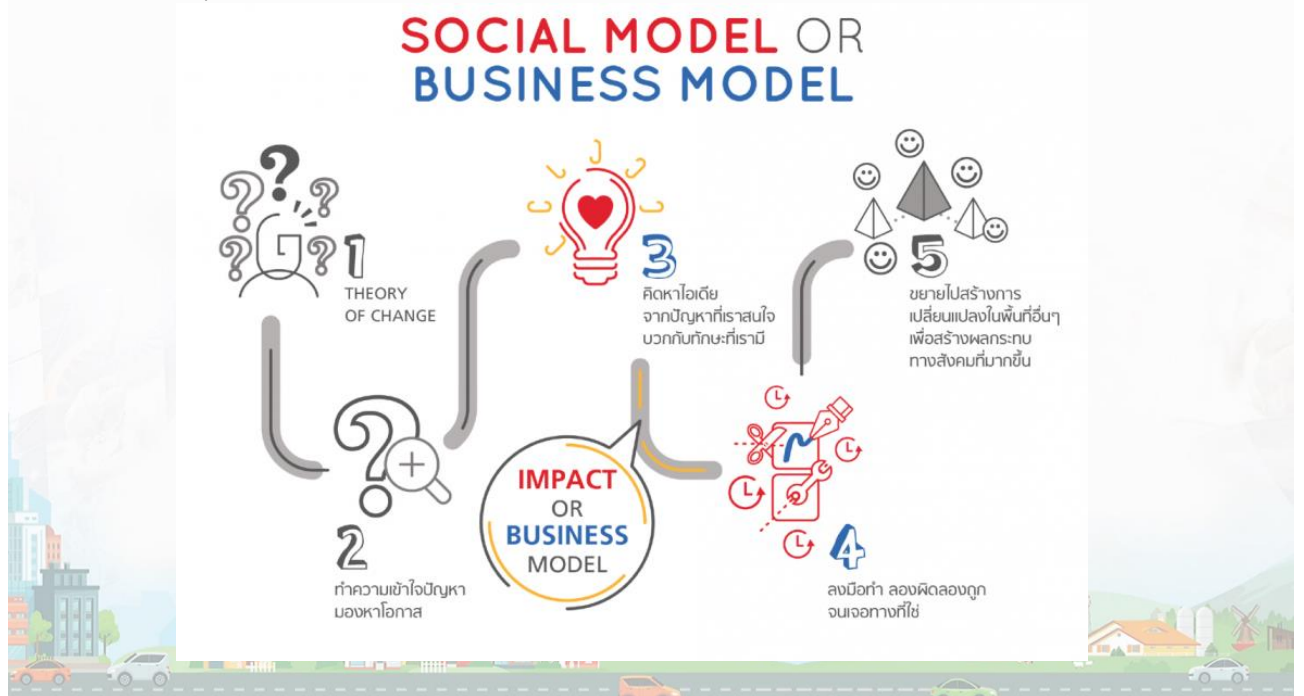 SOCIAL MODEL OR
BUSINESS MODEL
1
THEORY
OF CHANGE
2
ทำความเข้าใจปัญหา
มองหาโอกาส
3
คิดหาไอเดีย
จากปัญหาที่เราสนใจ
บวกกับทักษะที่เรามี
IMPACT
OR
BUSINESS
MODEL
4
ลงมือทำ ลองผิดลองถูก
จนเจอทางที่ใช่
5
ขยายไปสร้างการ
เปลี่ยนแปลงในพื้นที่อื่นๆ
เพื่อสร้างผลกระทบ
ทางสังคมที่มากขึ้น